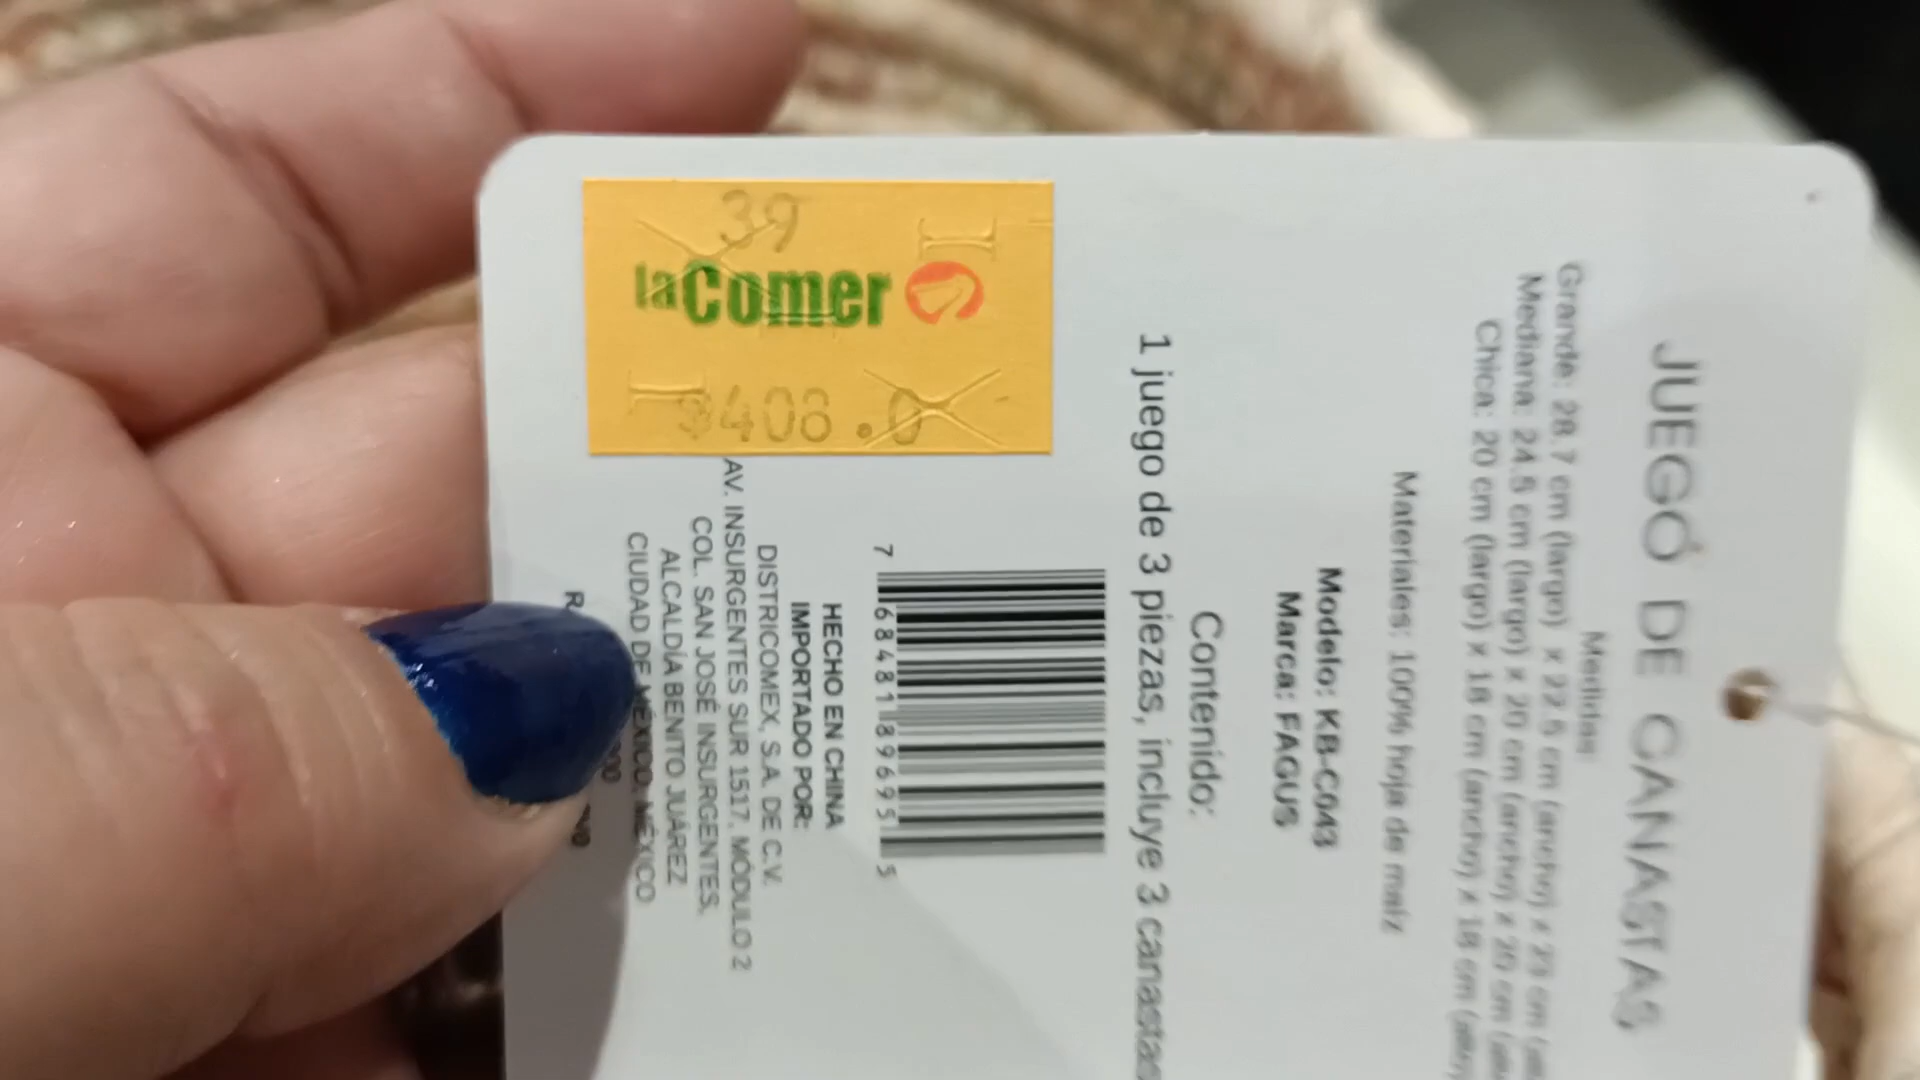 39
laComer
$408.0
JUEGO DE CANASTAS
Medidas:
Grande: 28.7 cm (largo) x 22.5 cm (ancho) x 23 cm
Mediana: 24.5 cm (largo) x 20 cm (ancho) x 20 cm
Chica: 20 cm (largo) x 18 cm (ancho) x 18 cm
Materiales: 100% hoja de maíz
Modelo: KB-C043
Marca: FAGUS
Contenido:
1 juego de 3 piezas, incluye 3 canastas
7 684818 9695 5
HECHO EN CHINA
IMPORTADO POR:
DISTRICOMEX, S.A. DE C.V.
AV. INSURGENTES SUR 1517, MÓDULO 2
COL. SAN JOSÉ INSURGENTES,
ALCALDÍA BENITO JUÁREZ
CIUDAD DE MÉXICO, MÉXICO